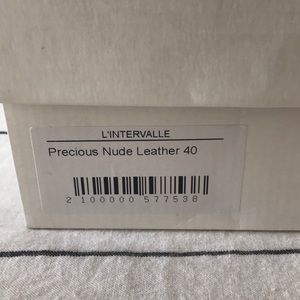 L'INTERVALLE
Precious Nude Leather 40
2 100000 577538